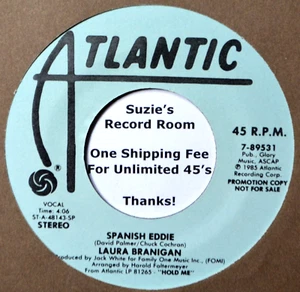 ATLANTIC
Suzie's
Record Room
One Shipping Fee
For Unlimited 45's
Thanks!
45 R.P.M.
7-89531
Pub., Glory
Music, ASCAP
℗ 1985 Atlantic
Recording Corp.
PROMOTION COPY
NOT FOR SALE
VOCAL
Time: 4:06
ST-A-48143-SP
STEREO
SPANISH EDDIE
(David Palmer/Chuck Cochran)
LAURA BRANIGAN
Produced by Jack White for Family One Music Inc., (FOMI)
Arranged by Harold Faltermeyer
From Atlantic LP 81265 - "HOLD ME"